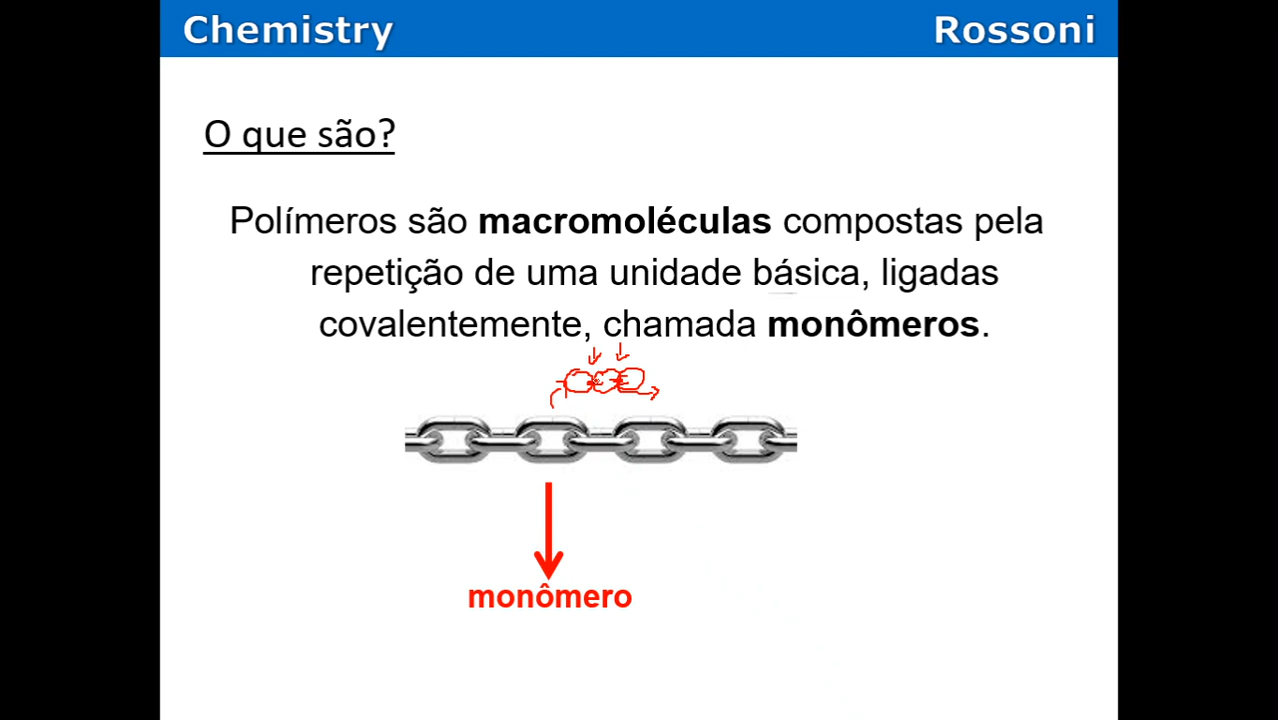 Chemistry Rossoni
O que são?
Polímeros são macromoléculas compostas pela
repetição de uma unidade básica, ligadas
covalentemente, chamada monômeros.
monômero